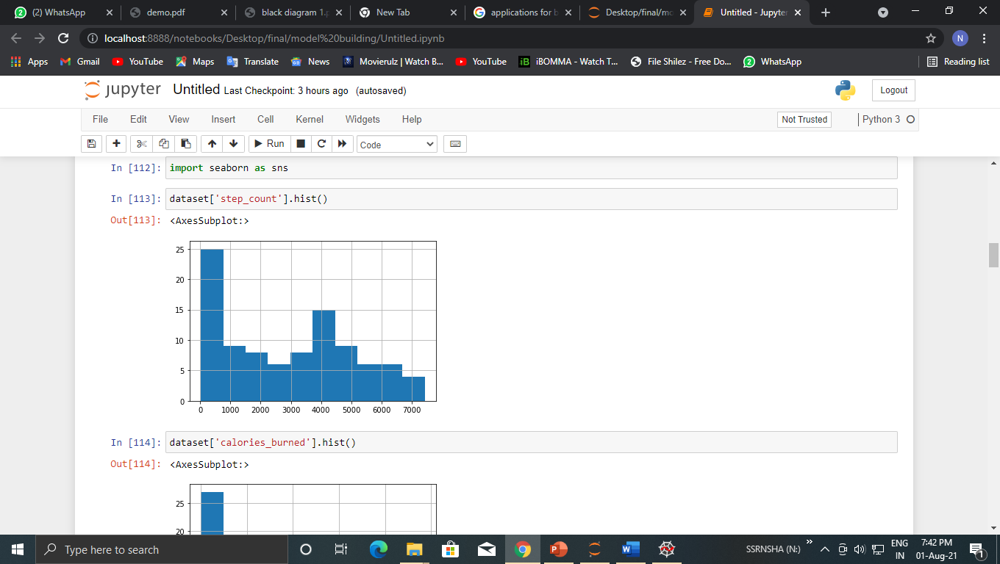 (2) WhatsApp
demo.pdf
black diagram 1.p
New Tab
applications for b
Desktop/final/mo
Untitled - Jupyter
localhost:8888/notebooks/Desktop/final/model%20building/Untitled.ipynb
N
Apps Gmail YouTube Maps Translate News Movierulz | Watch B... YouTube iBOMMA - Watch T... File Shilez - Free Do... WhatsApp Reading list
jupyter Untitled Last Checkpoint: 3 hours ago (autosaved) Logout
File Edit View Insert Cell Kernel Widgets Help Not Trusted Python 3
Run Code
In [112]: import seaborn as sns
In [113]: dataset['step_count'].hist()
Out[113]: <AxesSubplot:>
25
20
15
10
5
0
0 1000 2000 3000 4000 5000 6000 7000
In [114]: dataset['calories_burned'].hist()
Out[114]: <AxesSubplot:>
25
20
Type here to search
SSRNSHA (N:)
ENG
IN
7:42 PM
01-Aug-21
1